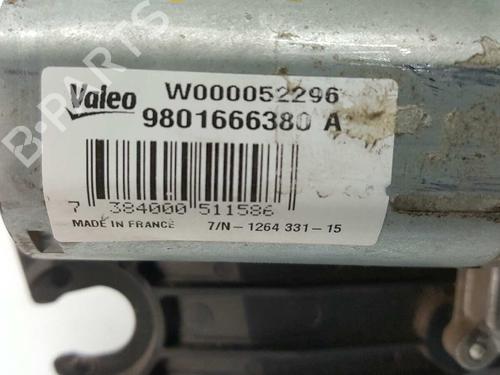 B-PARTS
Valeo
W000052296
9801666380 A
7 384000 511586
MADE IN FRANCE 7/N - 1264 331 - 15